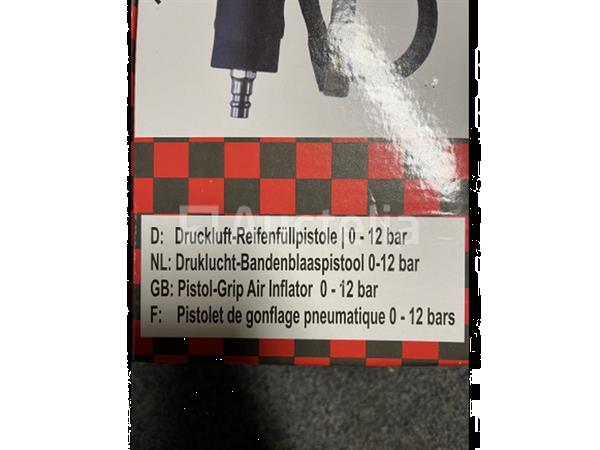 Auctelia
D: Druckluft-Reifenfüllpistole | 0 - 12 bar
NL: Druklucht-Bandenblaaspistool 0-12 bar
GB: Pistol-Grip Air Inflator 0 - 12 bar
F: Pistolet de gonflage pneumatique 0 - 12 bars